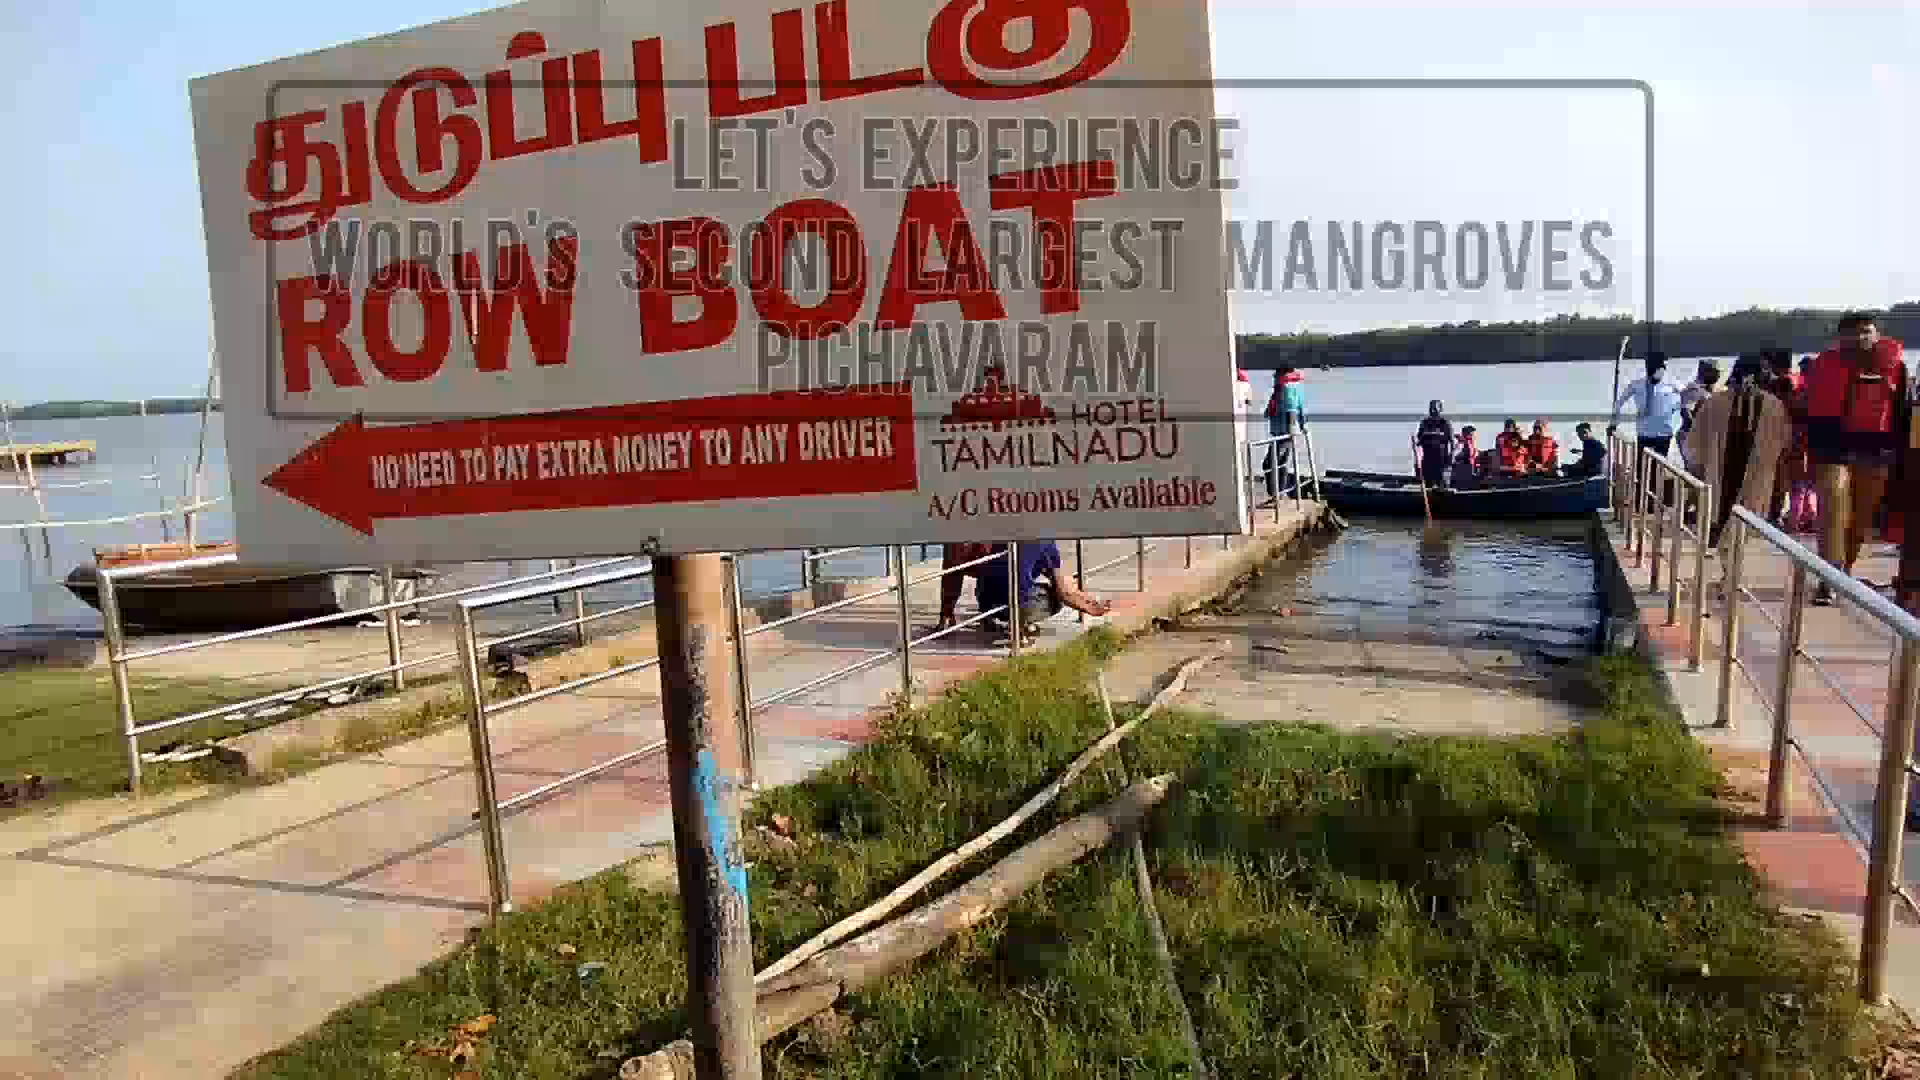 துடுப்பு படகு
LET'S EXPERIENCE
WORLD'S SECOND LARGEST MANGROVES
PICHAVARAM
ROW BOAT
NO NEED TO PAY EXTRA MONEY TO ANY DRIVER
HOTEL
TAMILNADU
A/C Rooms Available